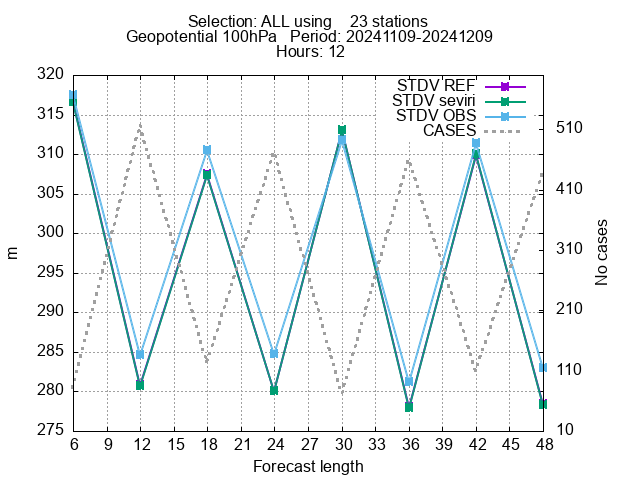 Selection: ALL using 23 stations
Geopotential 100hPa Period: 20241109-20241209
Hours: 12
STDV REF
STDV seviri
STDV OBS
CASES
320
315
310
305
300
295
290
285
280
275
m
510
410
310
210
110
10
No cases
6 9 12 15 18 21 24 27 30 33 36 39 42 45 48
Forecast length